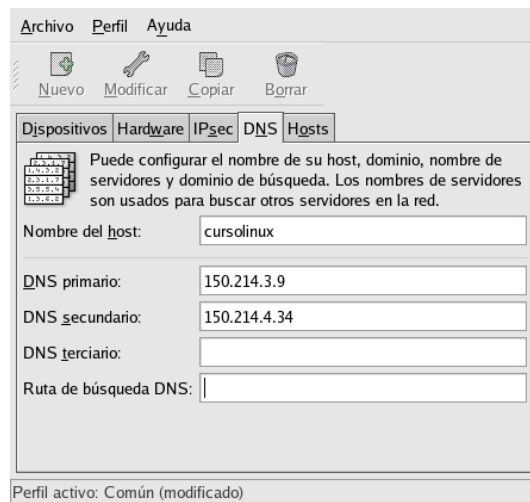 Archivo Perfil Ayuda
Nuevo Modificar Copiar Borrar
Dispositivos Hardware IPsec DNS Hosts
Puede configurar el nombre de su host, dominio, nombre de
servidores y dominio de búsqueda. Los nombres de servidores
son usados para buscar otros servidores en la red.
Nombre del host: cursolinux
DNS primario: 150.214.3.9
DNS secundario: 150.214.4.34
DNS terciario:
Ruta de búsqueda DNS:
Perfil activo: Común (modificado)